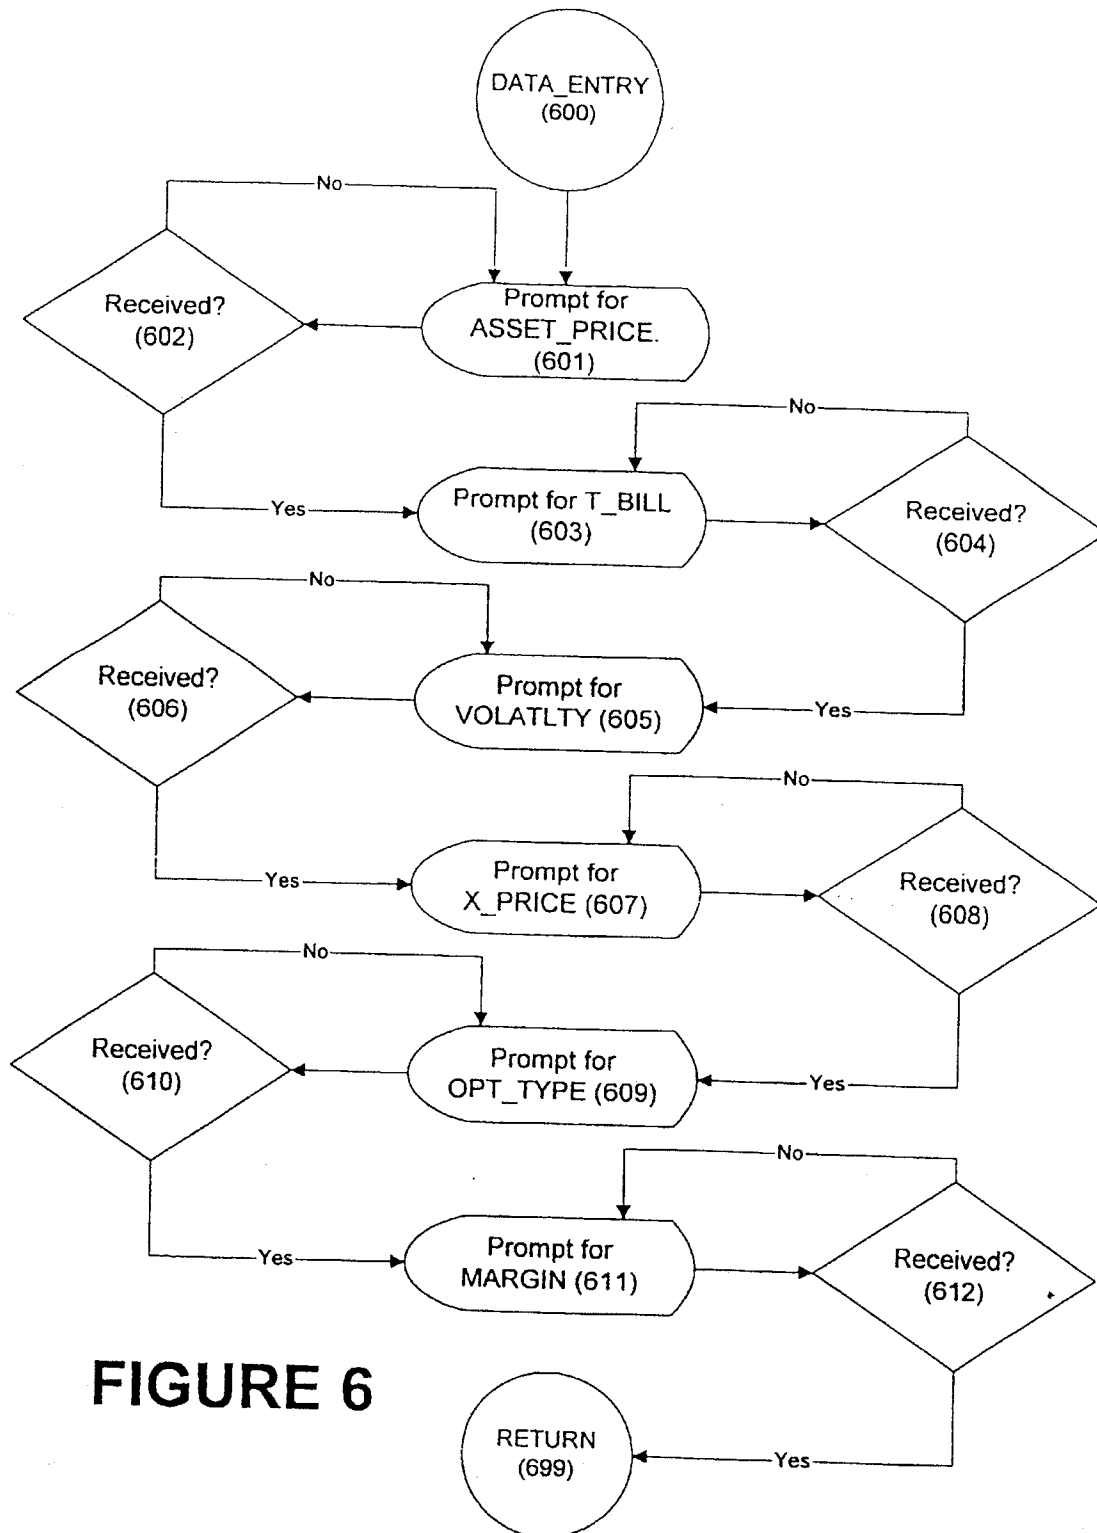 DATA_ENTRY
(600)
No
Received?
(602)
Prompt for
ASSET_PRICE.
(601)
No
Yes
Prompt for T_BILL
(603)
Received?
(604)
No
Received?
(606)
Prompt for
VOLATLTY (605)
Yes
No
Yes
Prompt for
X_PRICE (607)
Received?
(608)
No
Received?
(610)
Prompt for
OPT_TYPE (609)
Yes
No
Yes
Prompt for
MARGIN (611)
Received?
(612)
FIGURE 6
RETURN
(699)
Yes